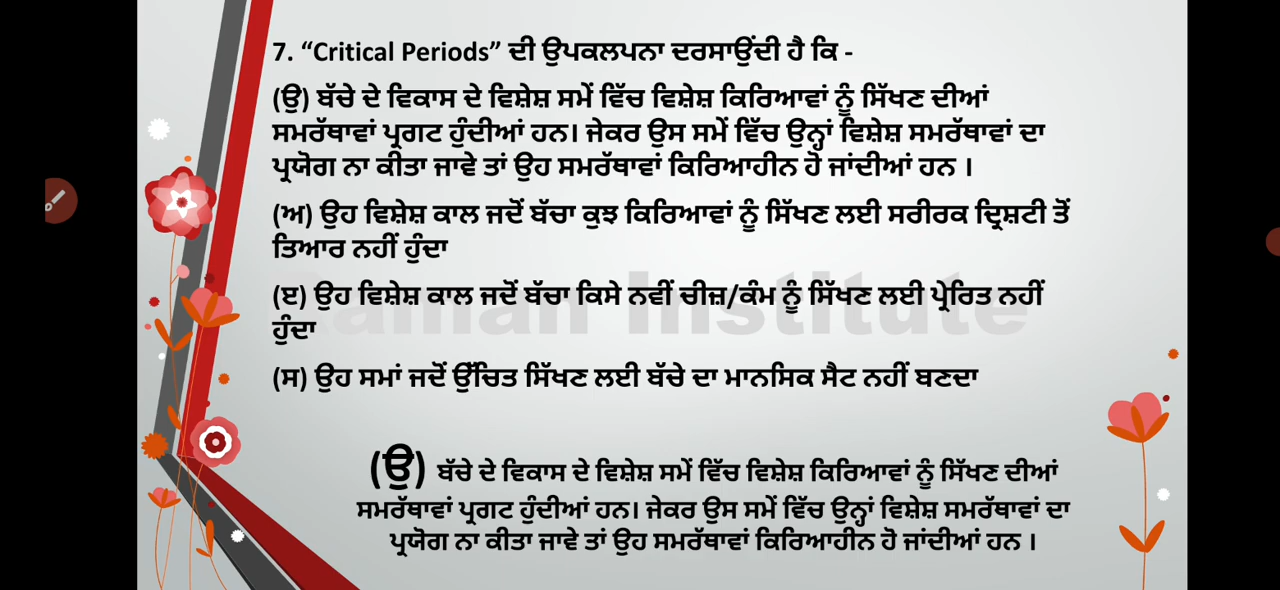 7. “Critical Periods” ਦੀ ਉਪਕਲਪਨਾ ਦਰਸਾਉਂਦੀ ਹੈ ਕਿ -
(ੳ) ਬੱਚੇ ਦੇ ਵਿਕਾਸ ਦੇ ਵਿਸ਼ੇਸ਼ ਸਮੇਂ ਵਿੱਚ ਵਿਸ਼ੇਸ਼ ਕਿਰਿਆਵਾਂ ਨੂੰ ਸਿੱਖਣ ਦੀਆਂ
ਸਮਰੱਥਾਵਾਂ ਪ੍ਰਗਟ ਹੁੰਦੀਆਂ ਹਨ। ਜੇਕਰ ਉਸ ਸਮੇਂ ਵਿੱਚ ਉਨ੍ਹਾਂ ਵਿਸ਼ੇਸ਼ ਸਮਰੱਥਾਵਾਂ ਦਾ
ਪ੍ਰਯੋਗ ਨਾ ਕੀਤਾ ਜਾਵੇ ਤਾਂ ਉਹ ਸਮਰੱਥਾਵਾਂ ਕਿਰਿਆਹੀਨ ਹੋ ਜਾਂਦੀਆਂ ਹਨ ।
(ਅ) ਉਹ ਵਿਸ਼ੇਸ਼ ਕਾਲ ਜਦੋਂ ਬੱਚਾ ਕੁਝ ਕਿਰਿਆਵਾਂ ਨੂੰ ਸਿੱਖਣ ਲਈ ਸਰੀਰਕ ਦ੍ਰਿਸ਼ਟੀ ਤੋਂ
ਤਿਆਰ ਨਹੀਂ ਹੁੰਦਾ
(ੲ) ਉਹ ਵਿਸ਼ੇਸ਼ ਕਾਲ ਜਦੋਂ ਬੱਚਾ ਕਿਸੇ ਨਵੀਂ ਚੀਜ਼/ਕੰਮ ਨੂੰ ਸਿੱਖਣ ਲਈ ਪ੍ਰੇਰਿਤ ਨਹੀਂ
ਹੁੰਦਾ
Raman Institute
(ਸ) ਉਹ ਸਮਾਂ ਜਦੋਂ ਉੱਚਿਤ ਸਿੱਖਣ ਲਈ ਬੱਚੇ ਦਾ ਮਾਨਸਿਕ ਸੈਟ ਨਹੀਂ ਬਣਦਾ
(ੳ) ਬੱਚੇ ਦੇ ਵਿਕਾਸ ਦੇ ਵਿਸ਼ੇਸ਼ ਸਮੇਂ ਵਿੱਚ ਵਿਸ਼ੇਸ਼ ਕਿਰਿਆਵਾਂ ਨੂੰ ਸਿੱਖਣ ਦੀਆਂ
ਸਮਰੱਥਾਵਾਂ ਪ੍ਰਗਟ ਹੁੰਦੀਆਂ ਹਨ। ਜੇਕਰ ਉਸ ਸਮੇਂ ਵਿੱਚ ਉਨ੍ਹਾਂ ਵਿਸ਼ੇਸ਼ ਸਮਰੱਥਾਵਾਂ ਦਾ
ਪ੍ਰਯੋਗ ਨਾ ਕੀਤਾ ਜਾਵੇ ਤਾਂ ਉਹ ਸਮਰੱਥਾਵਾਂ ਕਿਰਿਆਹੀਨ ਹੋ ਜਾਂਦੀਆਂ ਹਨ ।